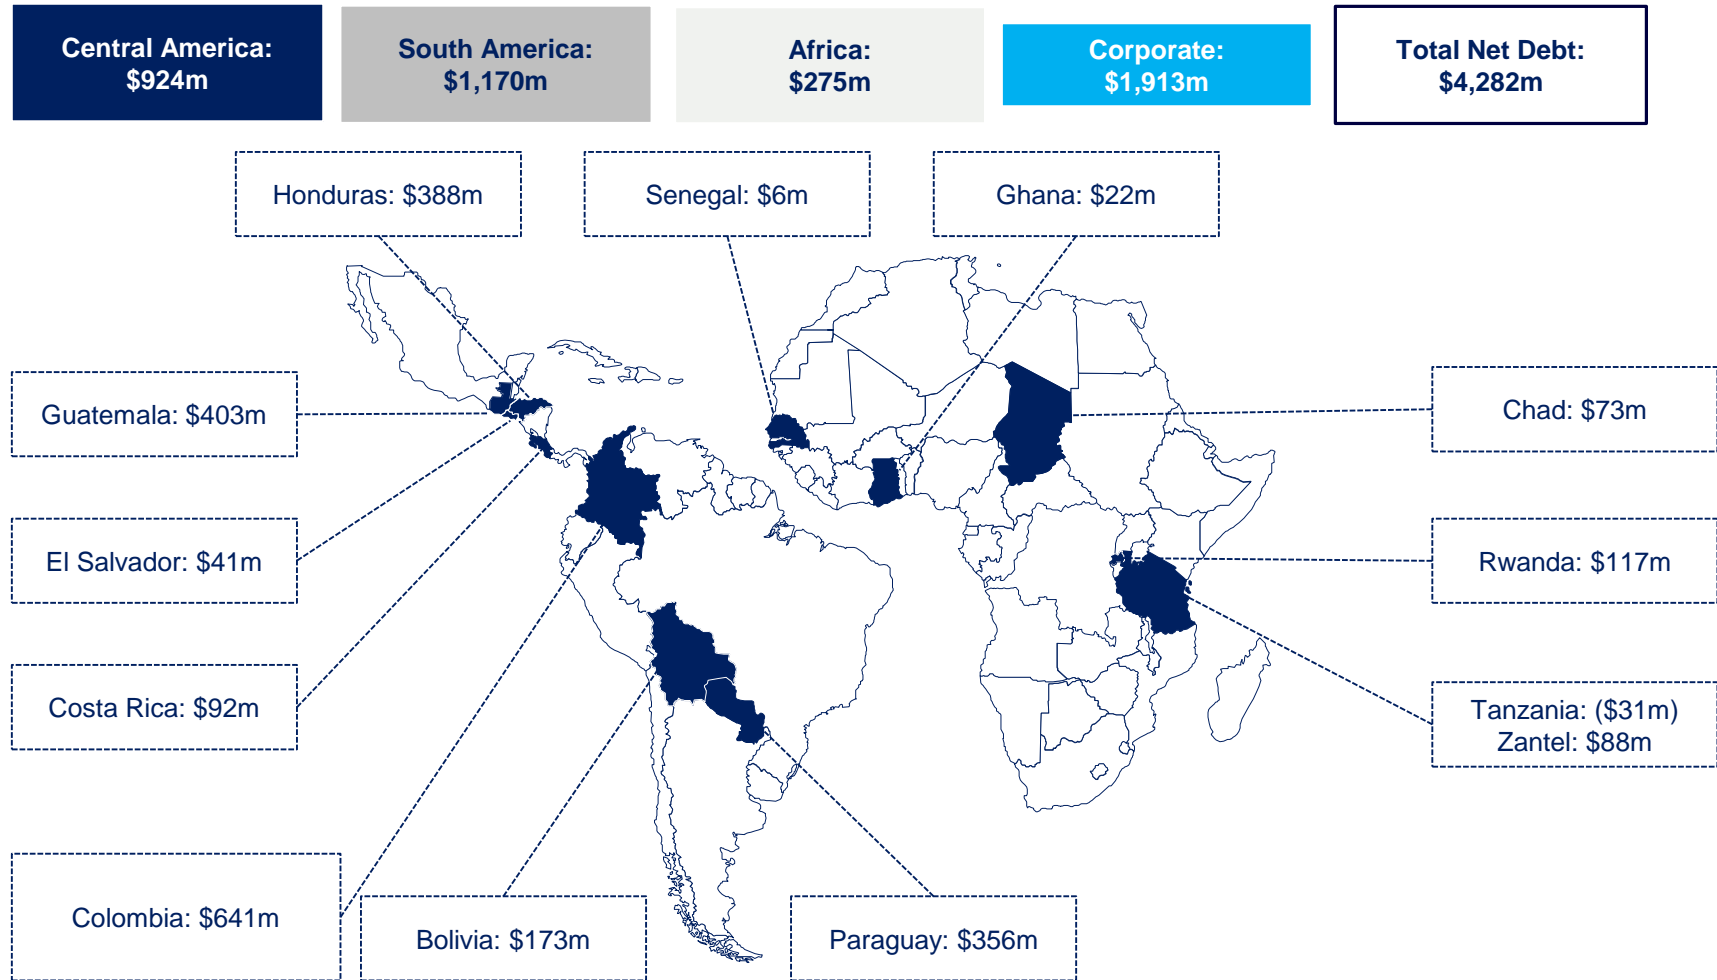 Central America:
$924m
South America:
$1,170m
Africa:
$275m
Corporate:
$1,913m
Total Net Debt:
$4,282m
Honduras: $388m
Senegal: $6m
Ghana: $22m
Guatemala: $403m
Chad: $73m
El Salvador: $41m
Rwanda: $117m
Costa Rica: $92m
Tanzania: ($31m)
Zantel: $88m
Colombia: $641m
Bolivia: $173m
Paraguay: $356m